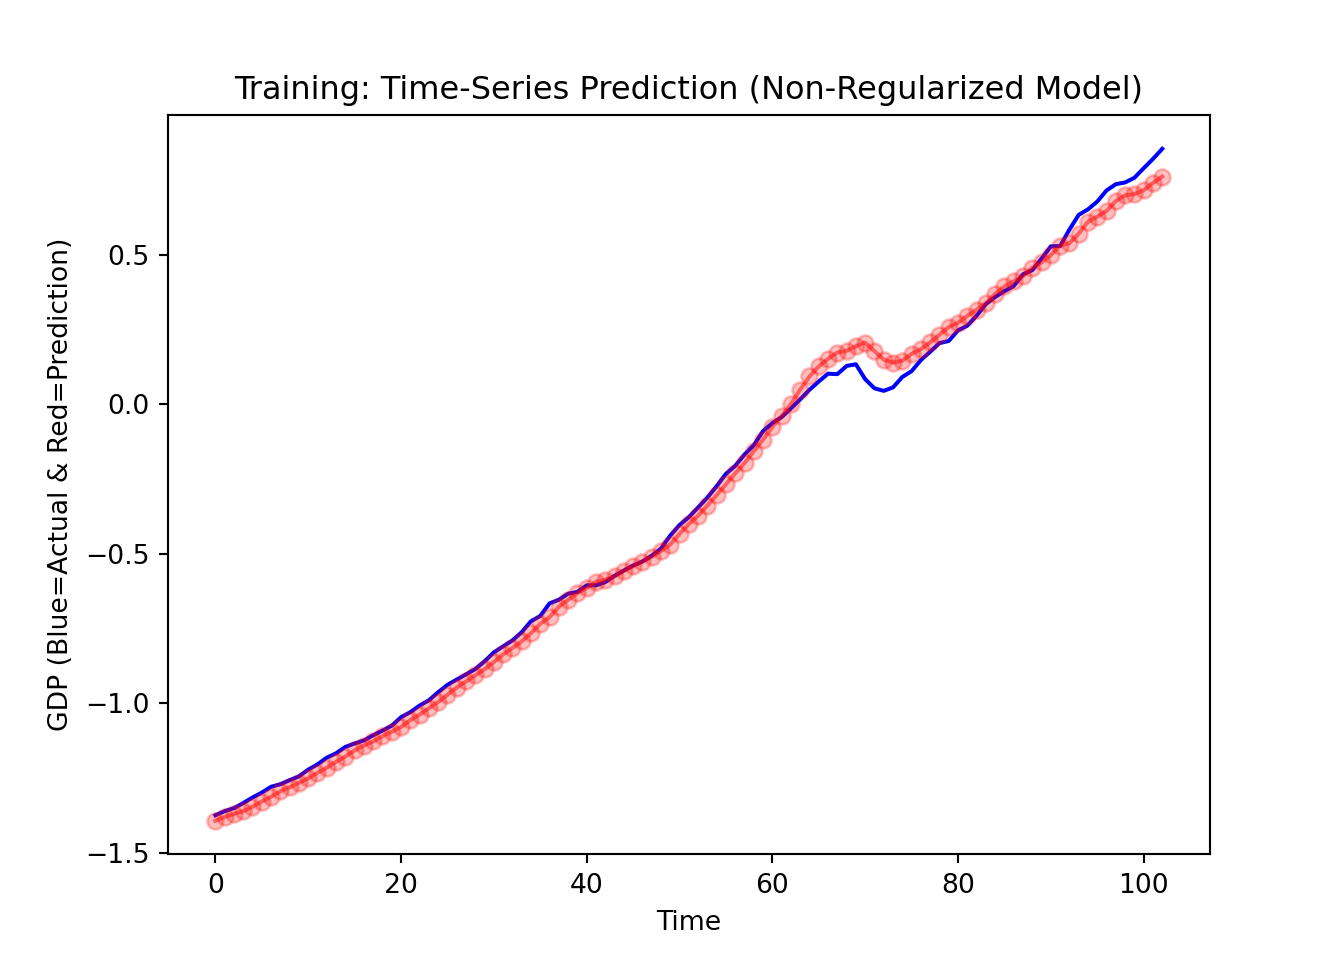 Training: Time-Series Prediction (Non-Regularized Model)
GDP (Blue=Actual & Red=Prediction)
0.5
0.0
−0.5
−1.0
−1.5
0 20 40 60 80 100
Time